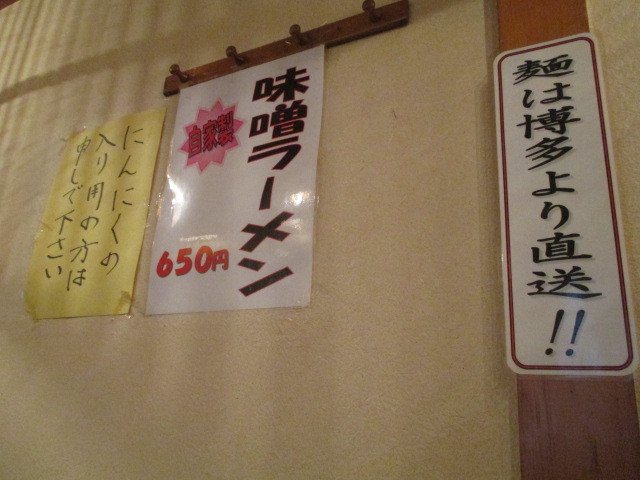 麺は博多より直送!!
味噌ラーメン
自家製
650円
にんにくの
入り用の方は
申しで下さい